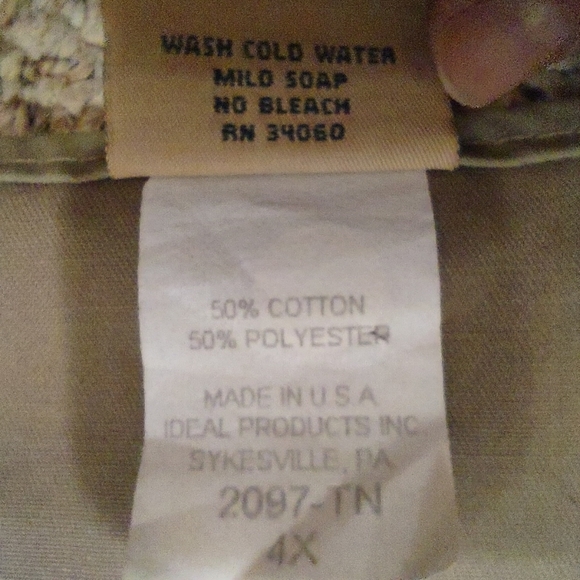 WASH COLD WATER
MILD SOAP
NO BLEACH
RN 34060
50% COTTON
50% POLYESTER
MADE IN U.S.A
IDEAL PRODUCTS INC.
SYKESVILLE, PA
2097-TN
4X